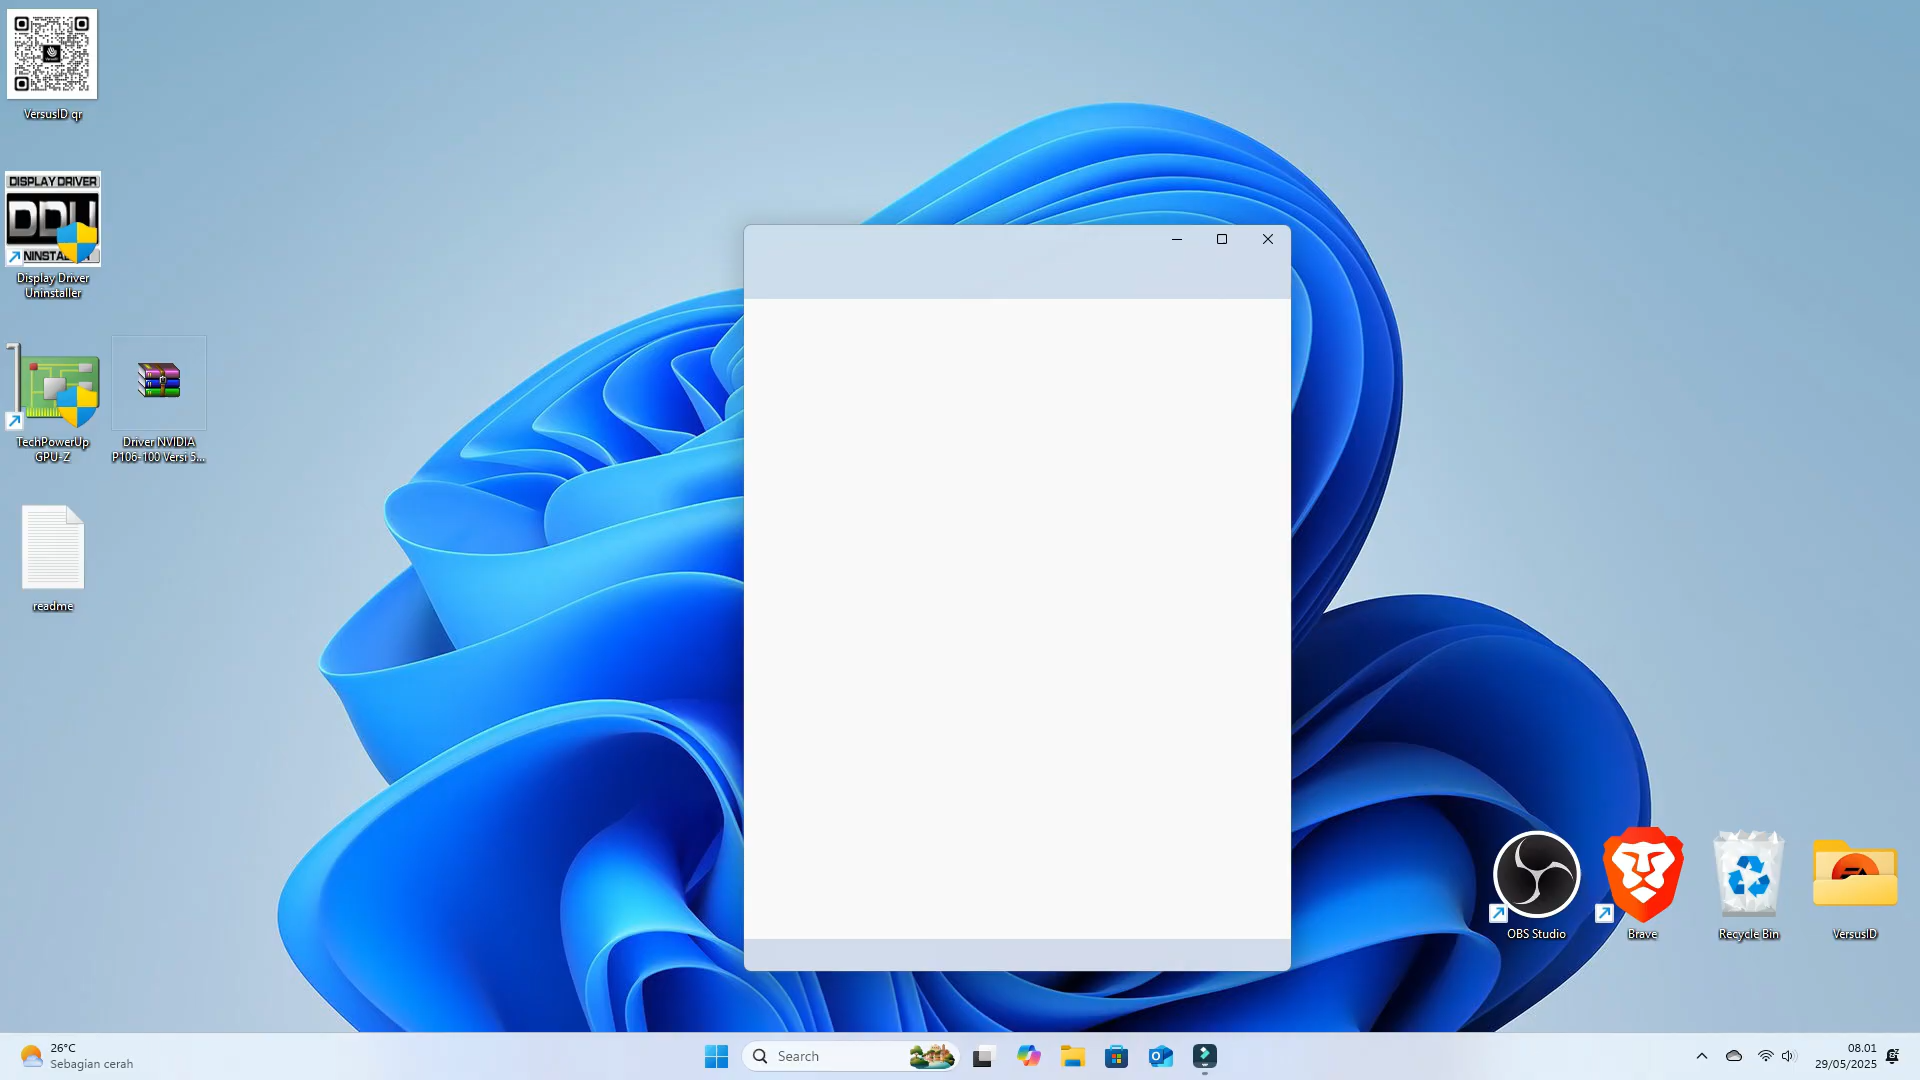 VersusID qr
DISPLAY DRIVER
DDU
Display Driver
Uninstaller
TechPowerUp
GPU-Z
Driver NVIDIA
P106-100 Versi 5...
readme
OBS Studio
Brave
Recycle Bin
VersusID
26°C
Sebagian cerah
Search
08.01
29/05/2025